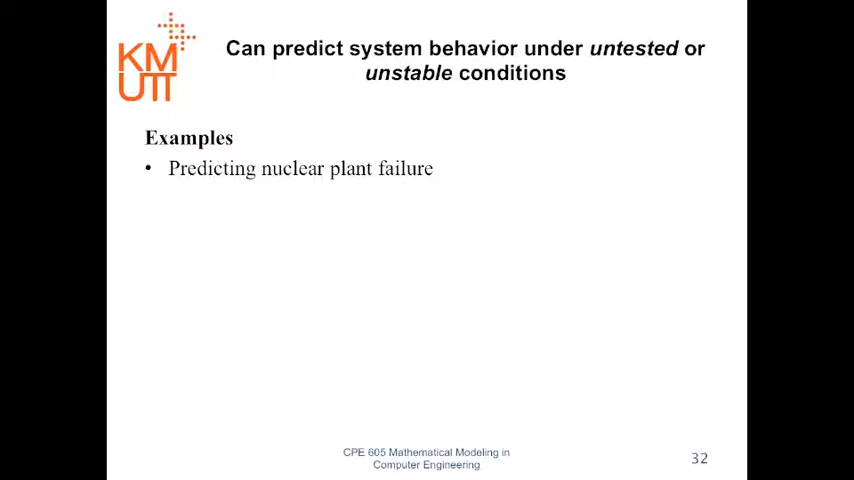 KM
UTT
Can predict system behavior under untested or
unstable conditions
Examples
• Predicting nuclear plant failure
CPE 605 Mathematical Modeling in
Computer Engineering
32